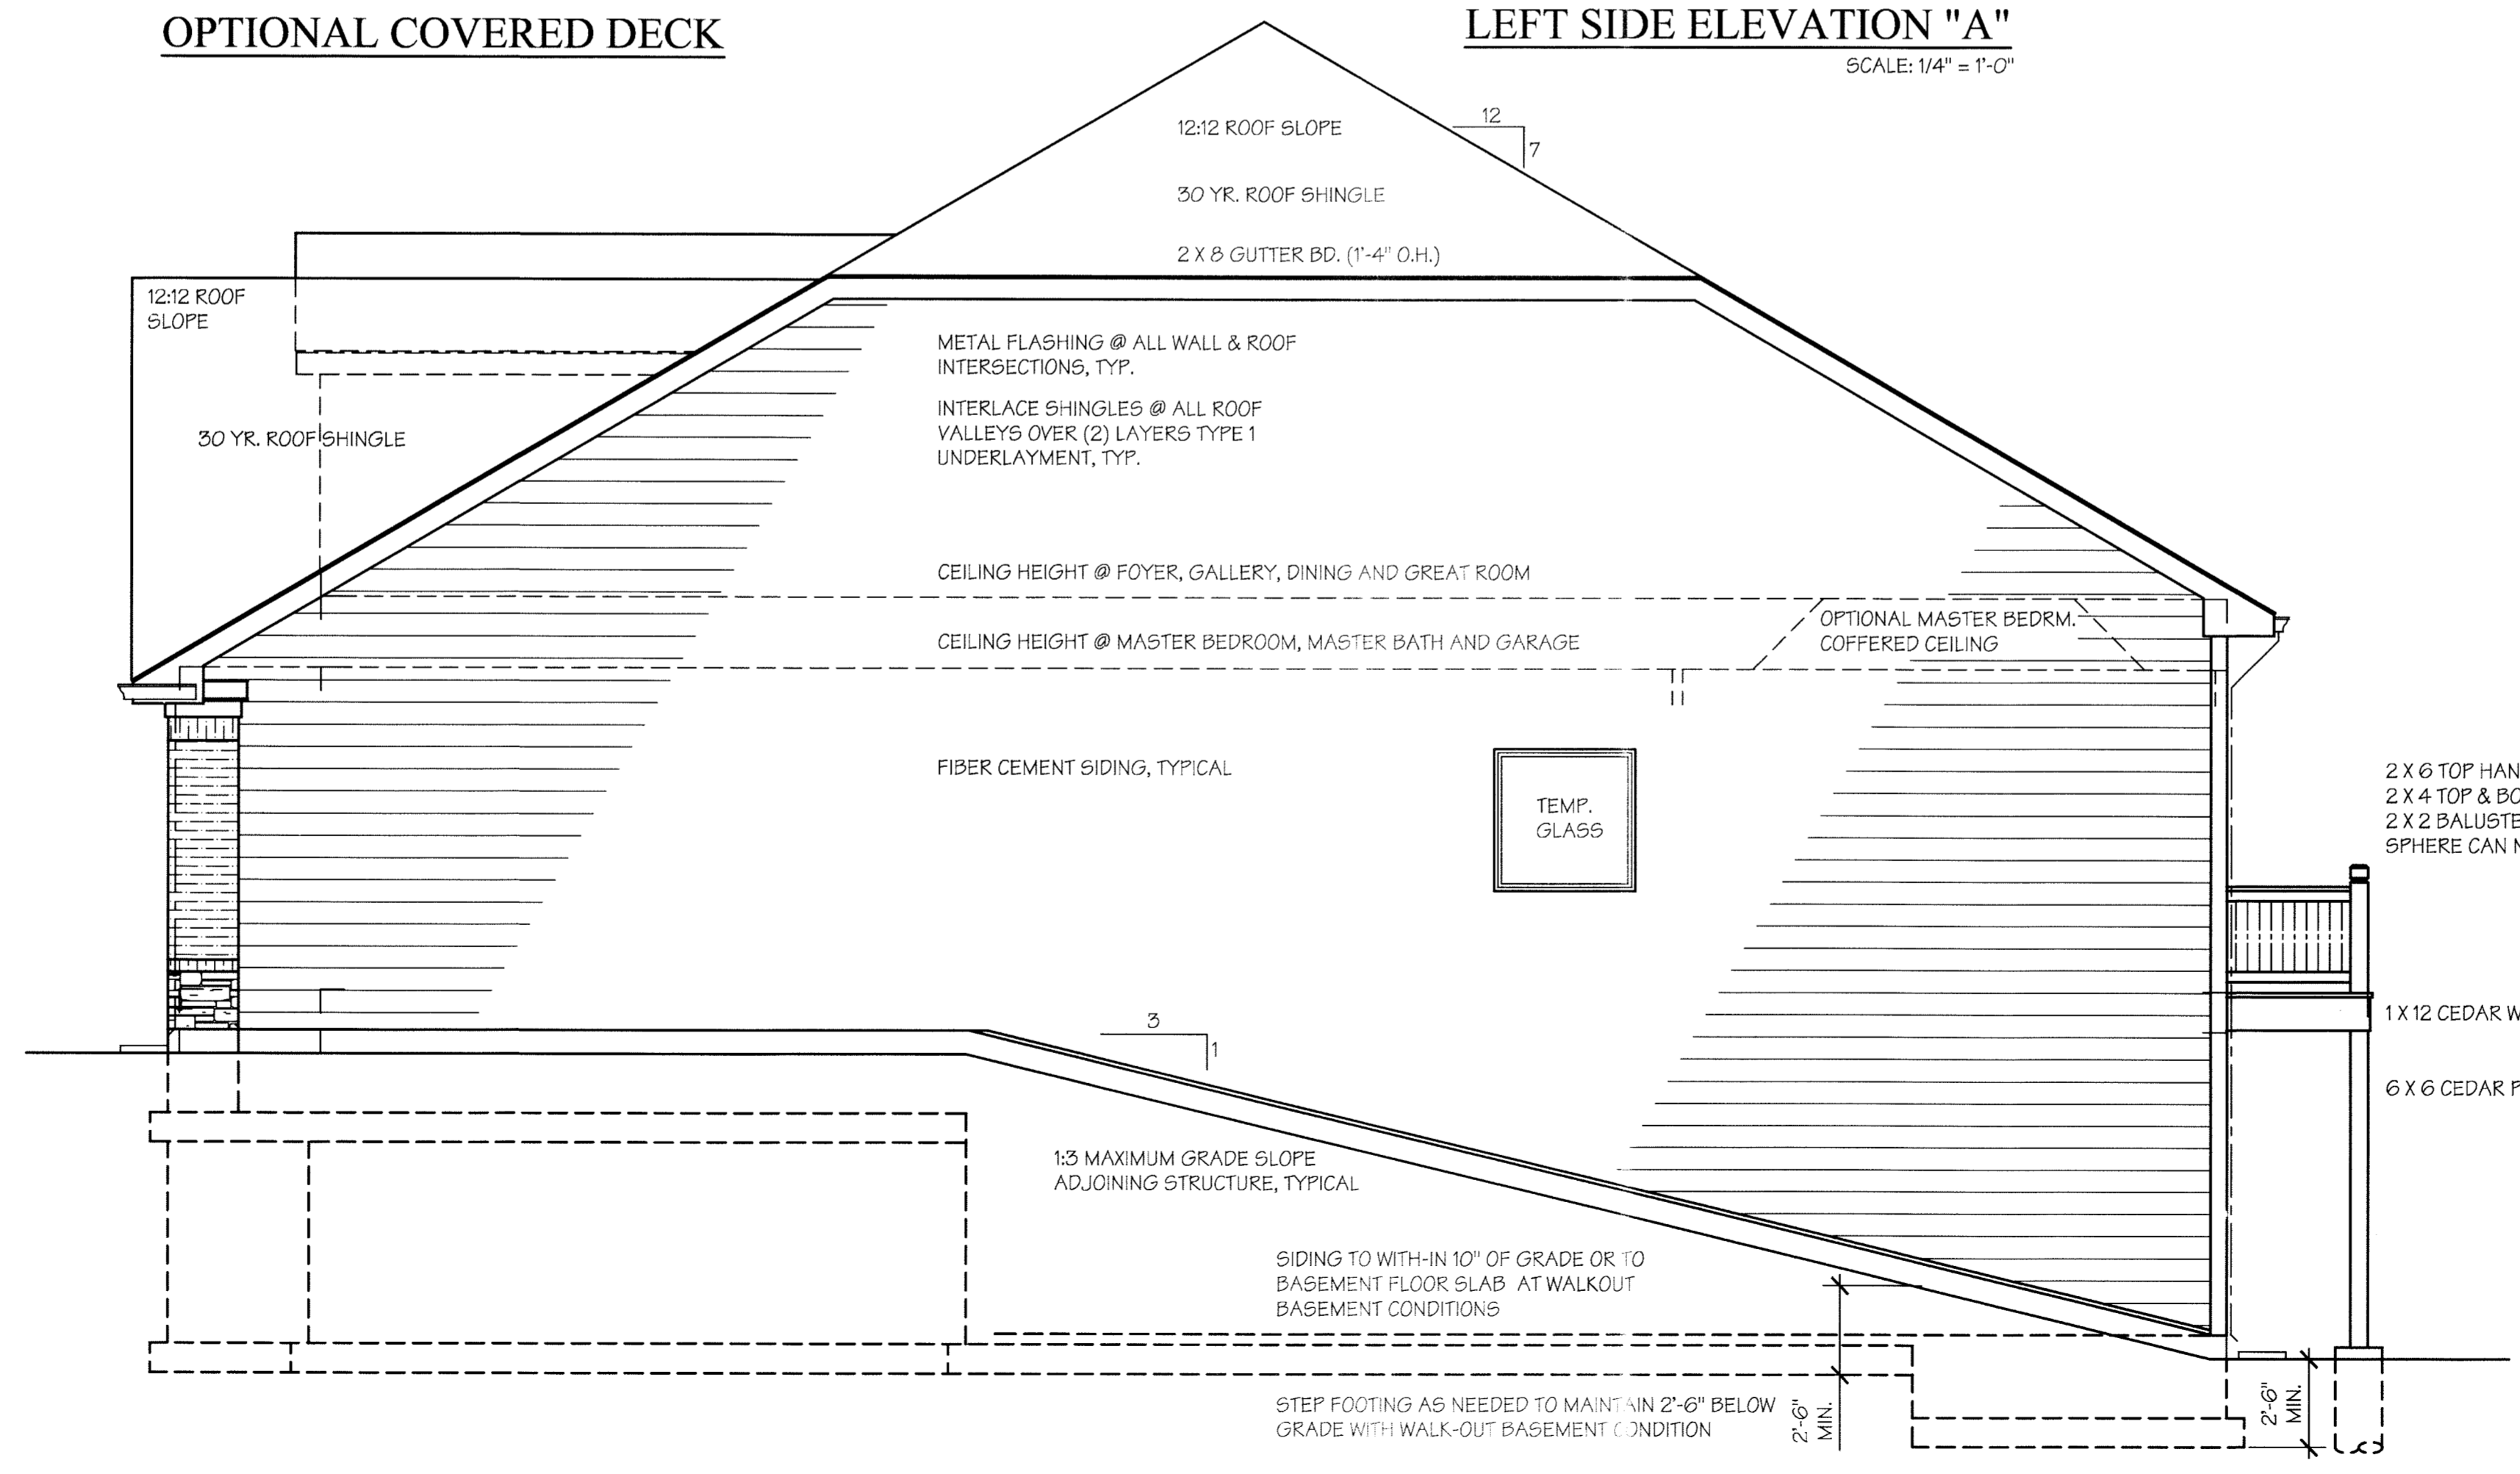 OPTIONAL COVERED DECK
LEFT SIDE ELEVATION "A"
SCALE: 1/4" = 1'-0"
12:12 ROOF SLOPE
12
7
30 YR. ROOF SHINGLE
2 X 8 GUTTER BD. (1'-4" O.H.)
12:12 ROOF
SLOPE
30 YR. ROOF SHINGLE
METAL FLASHING @ ALL WALL & ROOF
INTERSECTIONS, TYP.
INTERLACE SHINGLES @ ALL ROOF
VALLEYS OVER (2) LAYERS TYPE 1
UNDERLAYMENT, TYP.
CEILING HEIGHT @ FOYER, GALLERY, DINING AND GREAT ROOM
CEILING HEIGHT @ MASTER BEDROOM, MASTER BATH AND GARAGE
OPTIONAL MASTER BEDRM.
COFFERED CEILING
FIBER CEMENT SIDING, TYPICAL
TEMP.
GLASS
2 X 6 TOP HAN
2 X 4 TOP & BO
2 X 2 BALUSTE
SPHERE CAN N
1 X 12 CEDAR W
6 X 6 CEDAR P
3
1
1:3 MAXIMUM GRADE SLOPE
ADJOINING STRUCTURE, TYPICAL
SIDING TO WITH-IN 10" OF GRADE OR TO
BASEMENT FLOOR SLAB AT WALKOUT
BASEMENT CONDITIONS
STEP FOOTING AS NEEDED TO MAINTAIN 2'-6" BELOW
GRADE WITH WALK-OUT BASEMENT CONDITION
2'-6"
MIN.
2'-6"
MIN.